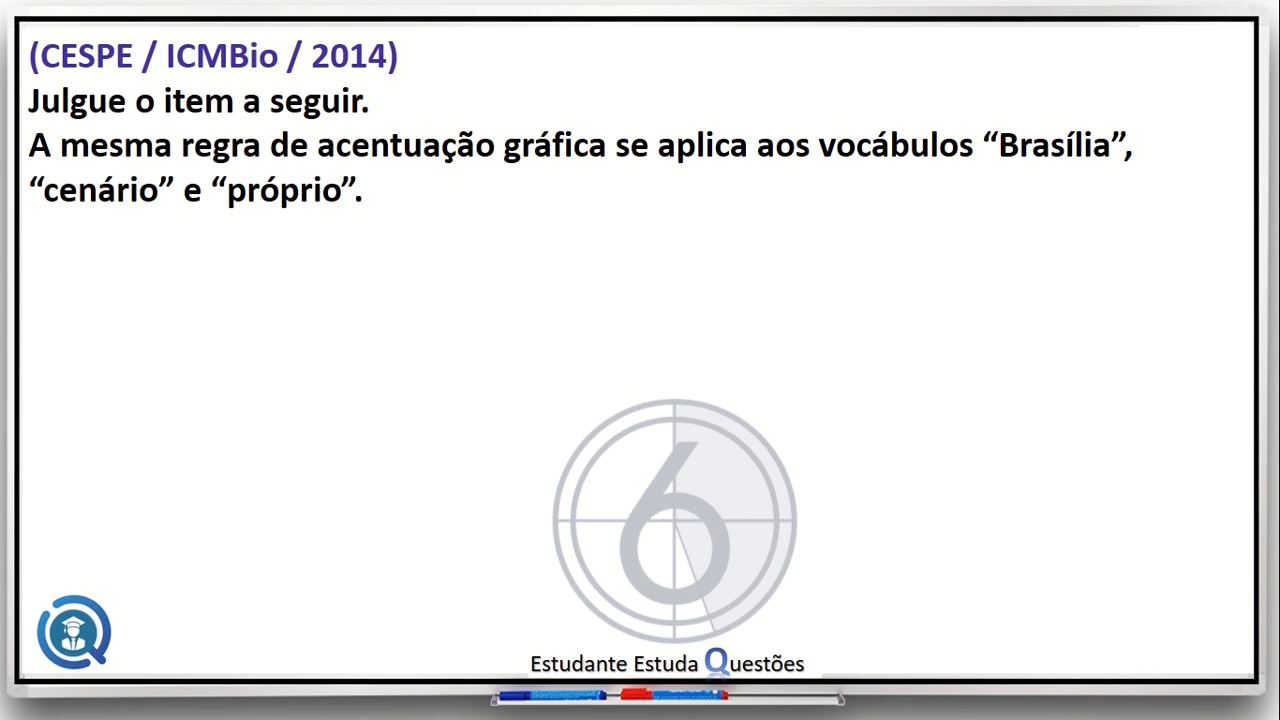 (CESPE / ICMBio / 2014)
Julgue o item a seguir.
A mesma regra de acentuação gráfica se aplica aos vocábulos “Brasília”,
“cenário” e “próprio”.
6
Estudante Estuda Questões